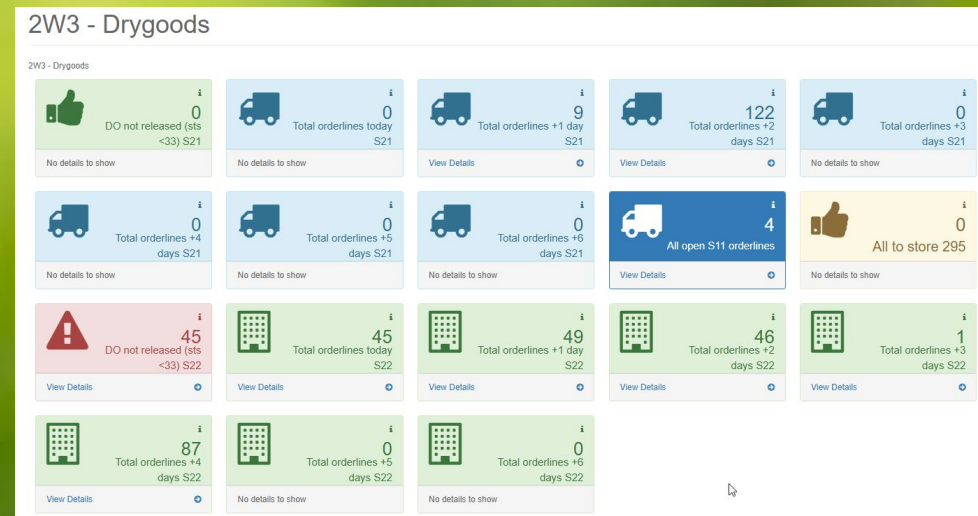 2W3 - Drygoods
2W3 - Drygoods
i
0
DO not released (sts
<33) S21
No details to show
i
0
Total orderlines today
S21
No details to show
i
9
Total orderlines +1 day
S21
View Details
i
122
Total orderlines +2
days S21
View Details
i
0
Total orderlines +3
days S21
No details to show
i
0
Total orderlines +4
days S21
No details to show
i
0
Total orderlines +5
days S21
No details to show
i
0
Total orderlines +6
days S21
No details to show
i
4
All open S11 orderlines
View Details
i
0
All to store 295
No details to show
i
45
DO not released (sts
<33) S22
View Details
i
45
Total orderlines today
S22
View Details
i
49
Total orderlines +1 day
S22
View Details
i
46
Total orderlines +2
days S22
View Details
i
1
Total orderlines +3
days S22
View Details
i
87
Total orderlines +4
days S22
View Details
i
0
Total orderlines +5
days S22
No details to show
i
0
Total orderlines +6
days S22
No details to show